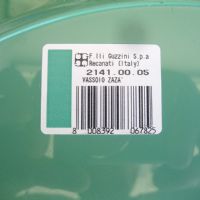 F.lli Guzzini S.p.a
Recanati (Italy)
2141.00.05
VASSOIO ZAZA'
8 008392 067825